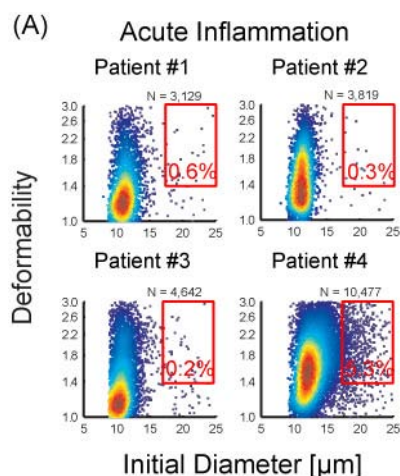 (A) Acute Inflammation
Patient #1
N = 3,129
3.0
2.6
2.2
1.8
1.4
1.0
0.6%
5 10 15 20 25
Patient #2
N = 3,819
3.0
2.6
2.2
1.8
1.4
1.0
0.3%
5 10 15 20 25
Patient #3
N = 4,642
3.0
2.6
2.2
1.8
1.4
1.0
0.2%
5 10 15 20 25
Patient #4
N = 10,477
3.0
2.6
2.2
1.8
1.4
1.0
5 10 15 20 25
Deformability
Initial Diameter [µm]